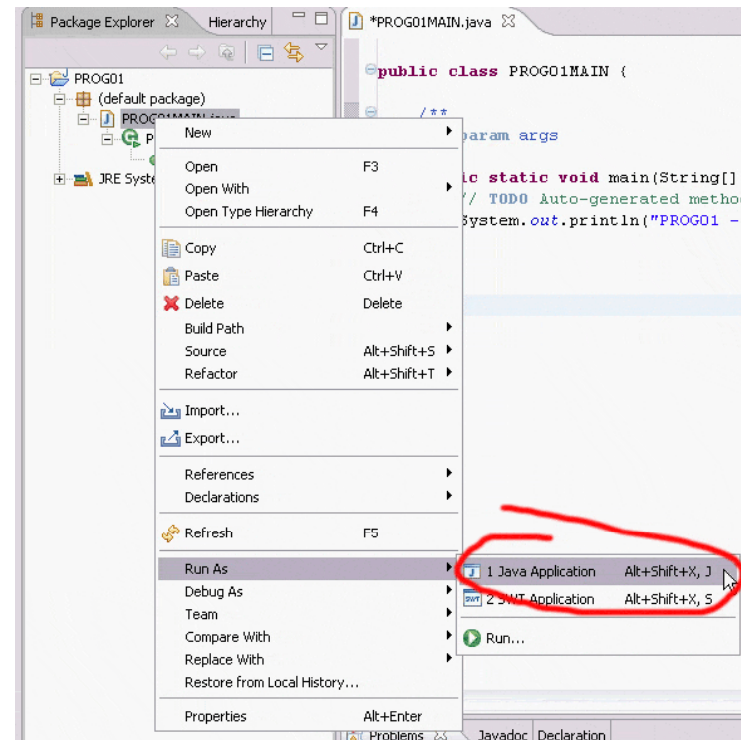 Package Explorer Hierarchy
*PROG01MAIN.java
PROG01
(default package)
PROG01MAIN.java
P
JRE Syste
public class PROG01MAIN {
/**
param args
ic static void main(String[]
// TODO Auto-generated metho
System.out.println("PROG01 -
New
Open F3
Open With
Open Type Hierarchy F4
Copy Ctrl+C
Paste Ctrl+V
Delete Delete
Build Path
Source Alt+Shift+S
Refactor Alt+Shift+T
Import...
Export...
References
Declarations
Refresh F5
Run As
Debug As
Team
Compare With
Replace With
Restore from Local History...
Properties Alt+Enter
1 Java Application Alt+Shift+X, J
2 SWT Application Alt+Shift+X, S
Run...
Problems Javadoc Declaration